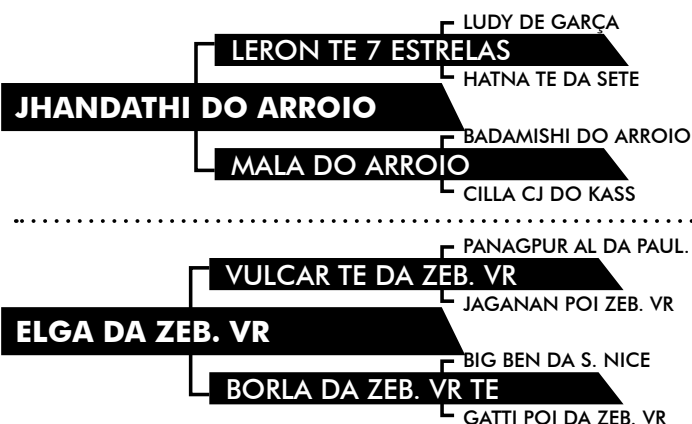 LUDY DE GARÇA
LERON TE 7 ESTRELAS
HATNA TE DA SETE
JHANDATHI DO ARROIO
BADAMISHI DO ARROIO
MALA DO ARROIO
CILLA CJ DO KASS
PANAGPUR AL DA PAUL.
VULCAR TE DA ZEB. VR
JAGANAN POI ZEB. VR
ELGA DA ZEB. VR
BIG BEN DA S. NICE
BORLA DA ZEB. VR TE
GATTI POI DA ZEB. VR